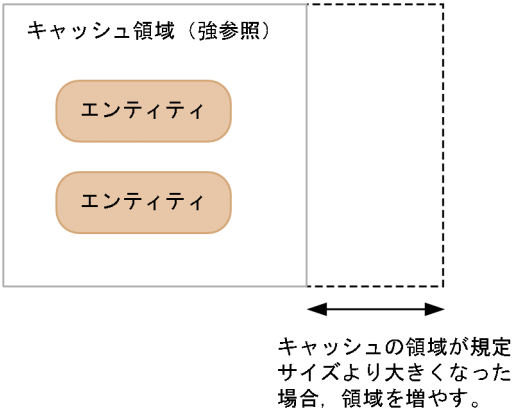 キャッシュ領域（強参照）
エンティティ
エンティティ
キャッシュの領域が規定
サイズより大きくなった
場合，領域を増やす。